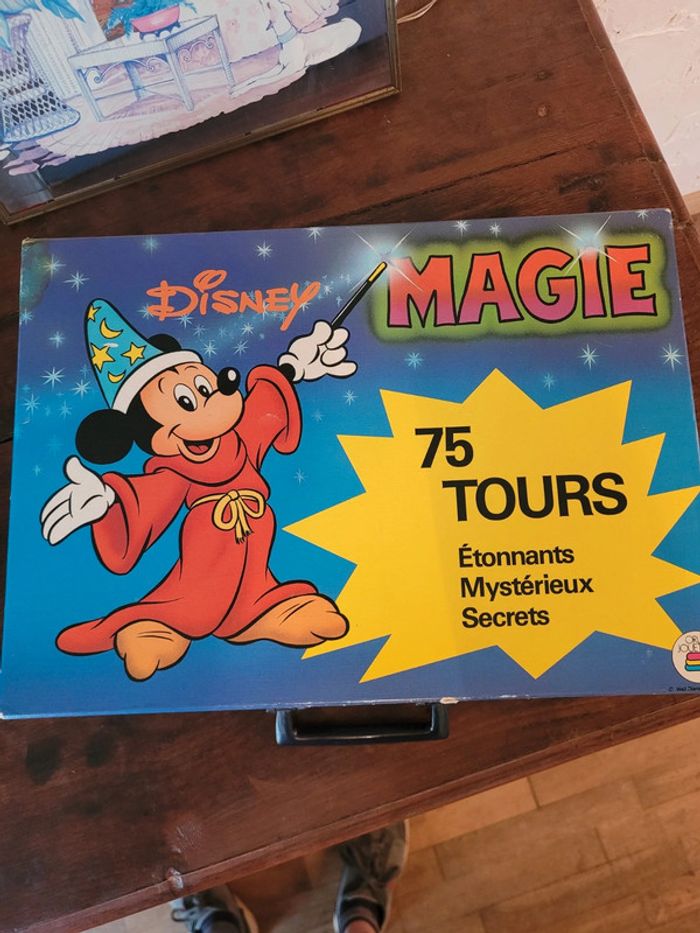 DISNEY MAGIE
75
TOURS
Étonnants
Mystérieux
Secrets